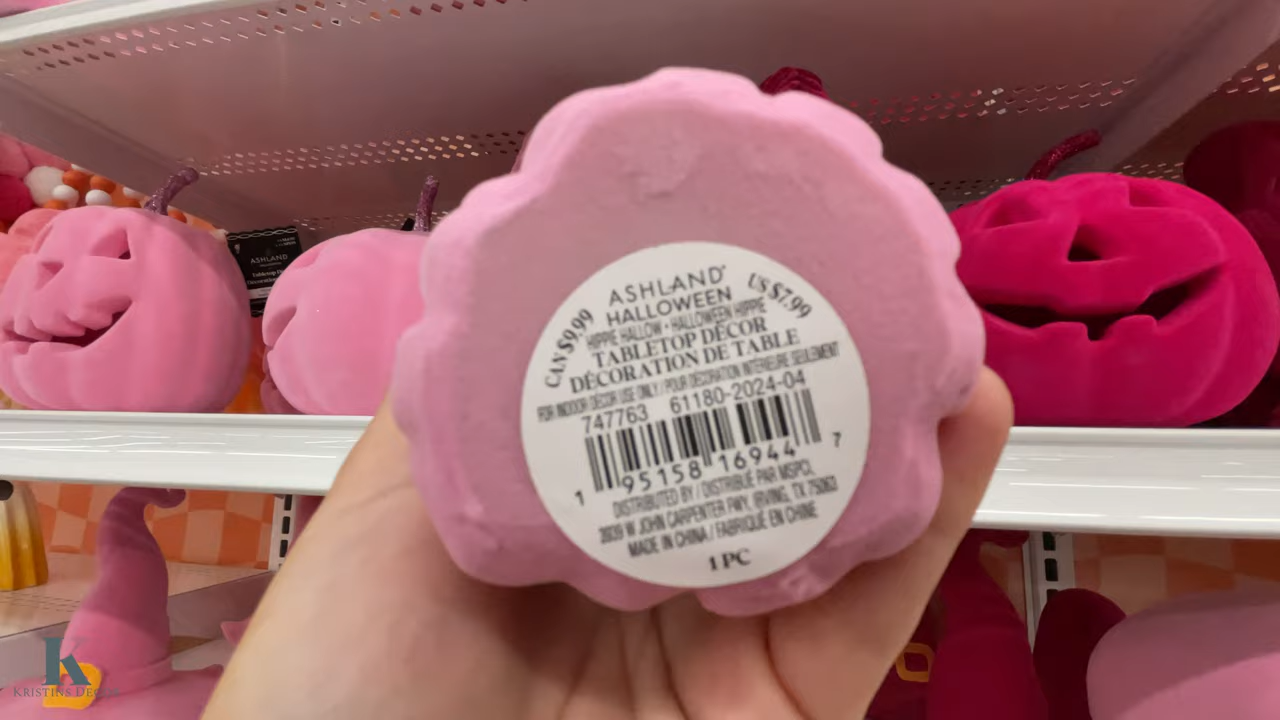 ASHLAND®
HALLOWEEN
CAN $9.99
US $7.99
HIPPIE HALLOW • HALLOWEEN HIPPIE
TABLETOP DÉCOR
DÉCORATION DE TABLE
FOR INDOOR DÉCOR USE ONLY / POUR DÉCORATION INTÉRIEURE SEULEMENT
747763 61180-2024-04
1 95158 16944 7
DISTRIBUTED BY / DISTRIBUÉ PAR MSPCI,
3939 W JOHN CARPENTER FWY, IRVING, TX 75063
MADE IN CHINA / FABRIQUÉ EN CHINE
1 PC
ASHLAND
Tabletop
K
KRISTINS DECOR